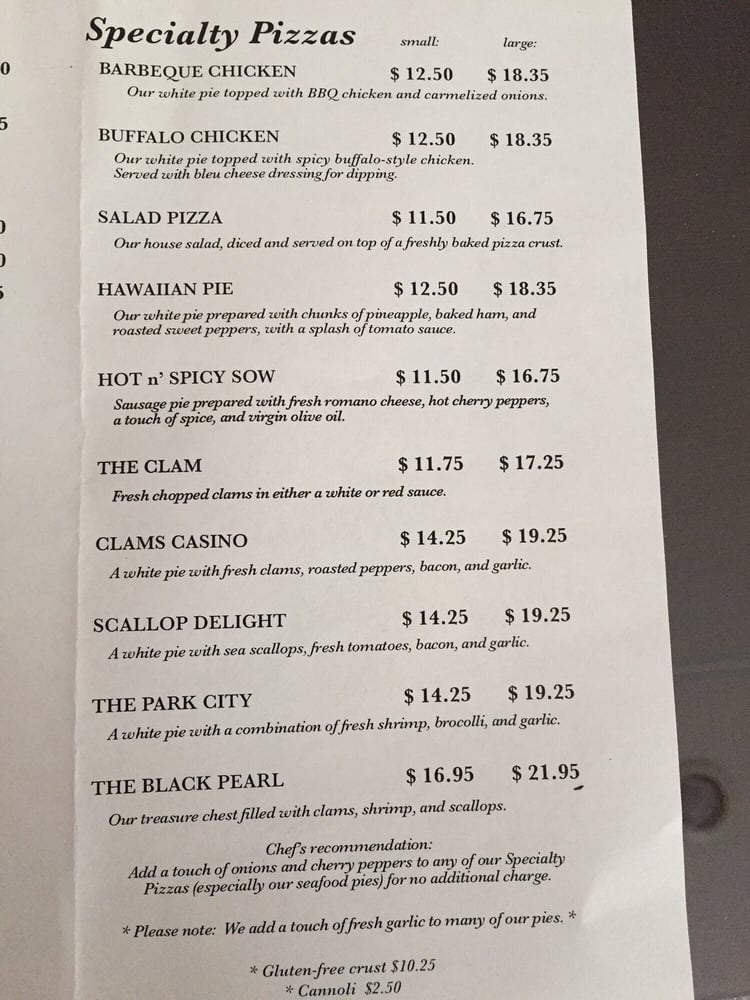 Specialty Pizzas small: large:
BARBEQUE CHICKEN $ 12.50 $ 18.35
Our white pie topped with BBQ chicken and carmelized onions.
BUFFALO CHICKEN $ 12.50 $ 18.35
Our white pie topped with spicy buffalo-style chicken.
Served with bleu cheese dressing for dipping.
SALAD PIZZA $ 11.50 $ 16.75
Our house salad, diced and served on top of a freshly baked pizza crust.
HAWAIIAN PIE $ 12.50 $ 18.35
Our white pie prepared with chunks of pineapple, baked ham, and
roasted sweet peppers, with a splash of tomato sauce.
HOT n' SPICY SOW $ 11.50 $ 16.75
Sausage pie prepared with fresh romano cheese, hot cherry peppers,
a touch of spice, and virgin olive oil.
THE CLAM $ 11.75 $ 17.25
Fresh chopped clams in either a white or red sauce.
CLAMS CASINO $ 14.25 $ 19.25
A white pie with fresh clams, roasted peppers, bacon, and garlic.
SCALLOP DELIGHT $ 14.25 $ 19.25
A white pie with sea scallops, fresh tomatoes, bacon, and garlic.
THE PARK CITY $ 14.25 $ 19.25
A white pie with a combination of fresh shrimp, brocolli, and garlic.
THE BLACK PEARL $ 16.95 $ 21.95
Our treasure chest filled with clams, shrimp, and scallops.
Chef's recommendation:
Add a touch of onions and cherry peppers to any of our Specialty
Pizzas (especially our seafood pies) for no additional charge.
* Please note: We add a touch of fresh garlic to many of our pies. *
* Gluten-free crust $10.25
* Cannoli $2.50